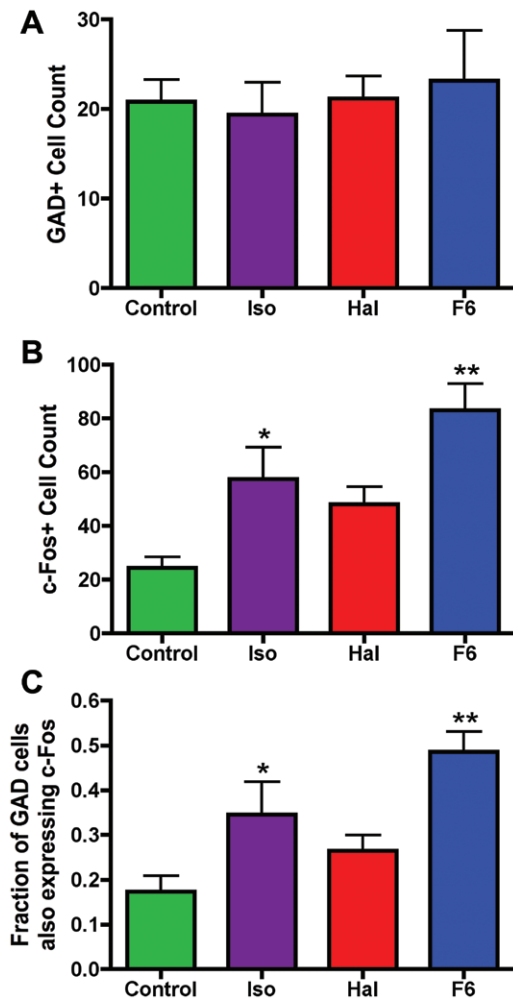 A
GAD+ Cell Count
30
20
10
0
Control Iso Hal F6
B
c-Fos+ Cell Count
100
80
60
40
20
0
* **
Control Iso Hal F6
C
Fraction of GAD cells
also expressing c-Fos
0.6
0.5
0.4
0.3
0.2
0.1
0.0
* **
Control Iso Hal F6